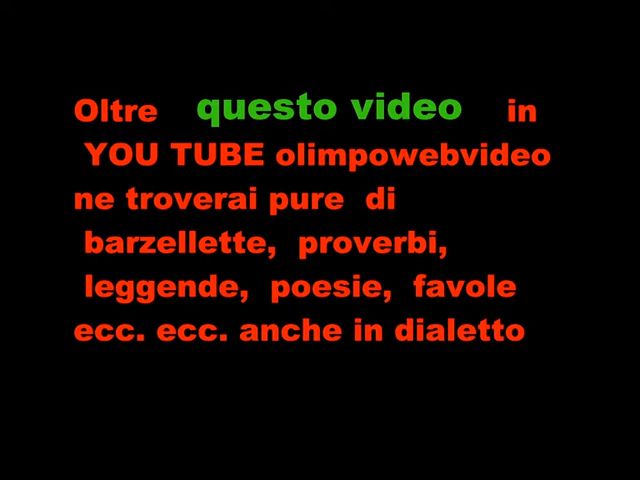 Oltre questo video in
YOU TUBE olimpowebvideo
ne troverai pure di
barzellette, proverbi,
leggende, poesie, favole
ecc. ecc. anche in dialetto